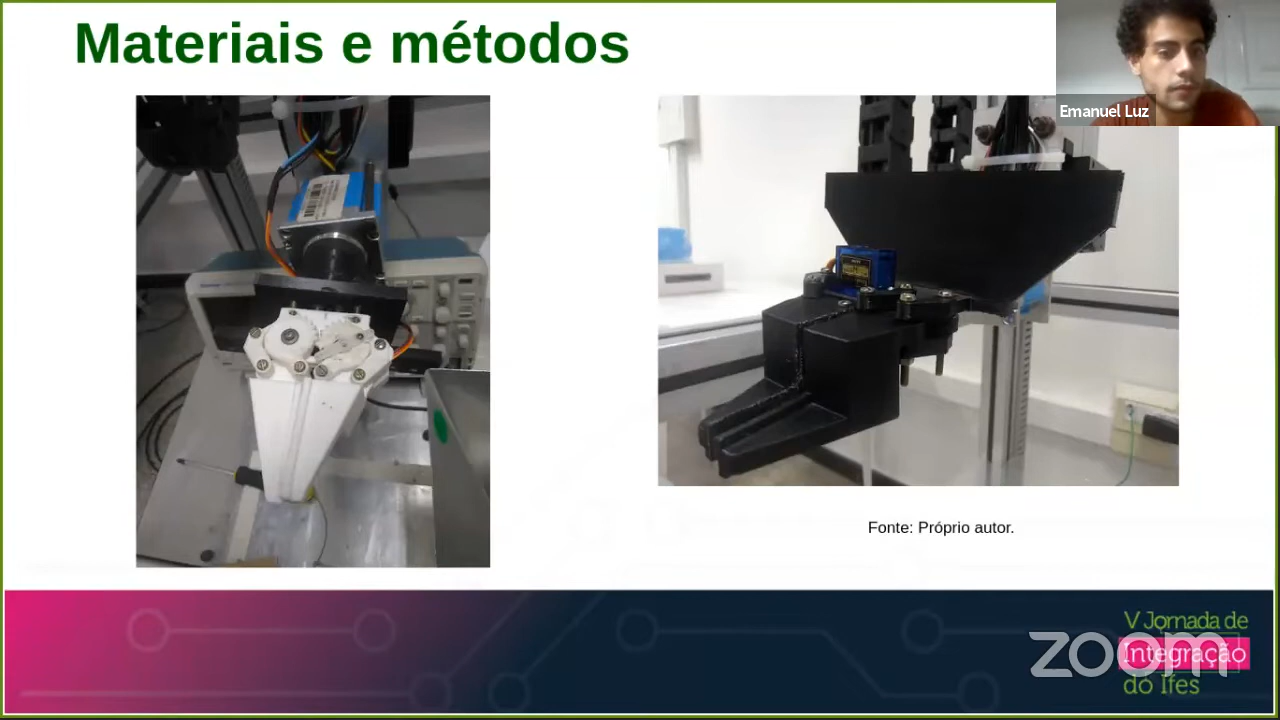 Materiais e métodos
Emanuel Luz
Fonte: Próprio autor.
V Jornada de
Integração
do Ifes
zoom